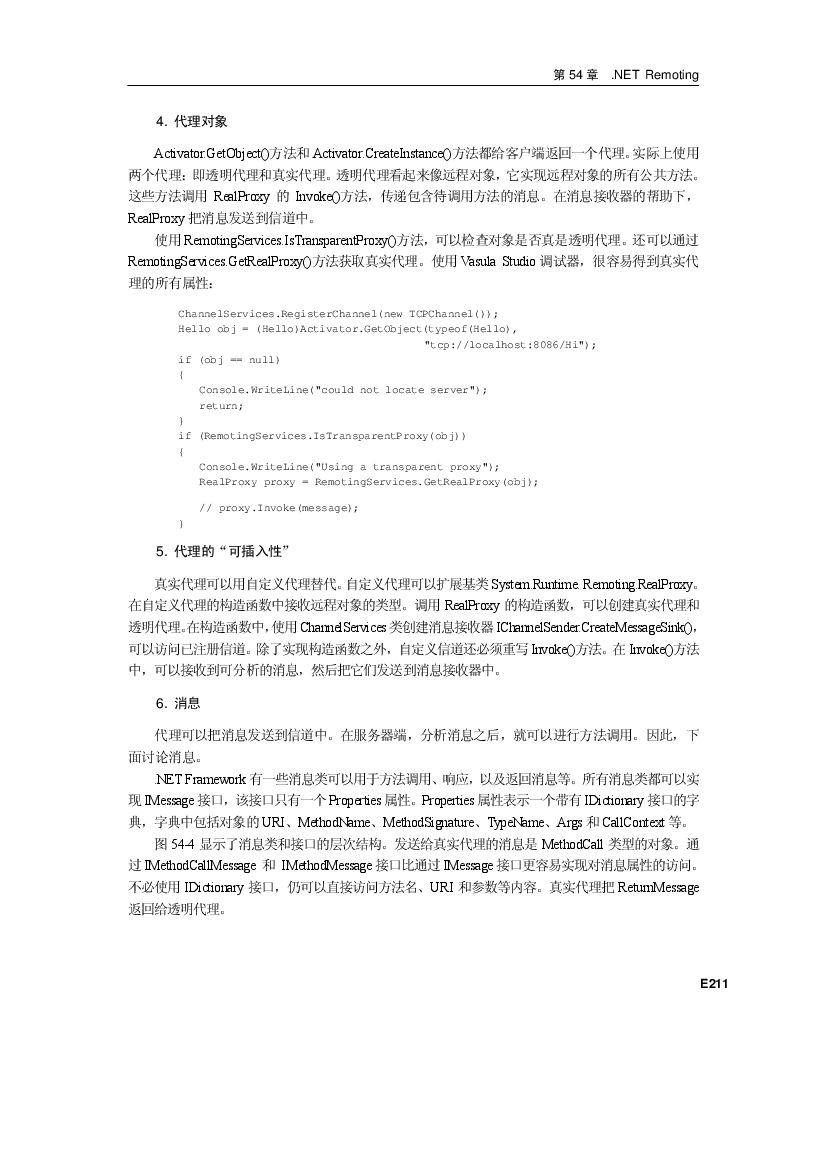 第 54 章 .NET Remoting
4. 代理对象
Activator.GetObject()方法和 Activator.CreateInstance()方法都给客户端返回一个代理。实际上使用
两个代理：即透明代理和真实代理。透明代理看起来像远程对象，它实现远程对象的所有公共方法。
这些方法调用 RealProxy 的 Invoke()方法，传递包含待调用方法的消息。在消息接收器的帮助下，
RealProxy 把消息发送到信道中。
使用 RemotingServices.IsTransparentProxy()方法，可以检查对象是否真是透明代理。还可以通过
RemotingServices.GetRealProxy()方法获取真实代理。使用 Vasula Studio 调试器，很容易得到真实代
理的所有属性：
ChannelServices.RegisterChannel(new TCPChannel());
Hello obj = (Hello)Activator.GetObject(typeof(Hello),
"tcp://localhost:8086/Hi");
if (obj == null)
{
Console.WriteLine("could not locate server");
return;
}
if (RemotingServices.IsTransparentProxy(obj))
{
Console.WriteLine("Using a transparent proxy");
RealProxy proxy = RemotingServices.GetRealProxy(obj);
// proxy.Invoke(message);
}
5. 代理的“可插入性”
真实代理可以用自定义代理替代。自定义代理可以扩展基类 System.Runtime. Remoting.RealProxy。
在自定义代理的构造函数中接收远程对象的类型。调用 RealProxy 的构造函数，可以创建真实代理和
透明代理。在构造函数中，使用 ChannelServices 类创建消息接收器 IChannelSender.CreateMessageSink()，
可以访问已注册信道。除了实现构造函数之外，自定义信道还必须重写 Invoke()方法。在 Invoke()方法
中，可以接收到可分析的消息，然后把它们发送到消息接收器中。
6. 消息
代理可以把消息发送到信道中。在服务器端，分析消息之后，就可以进行方法调用。因此，下
面讨论消息。
.NET Framework 有一些消息类可以用于方法调用、响应，以及返回消息等。所有消息类都可以实
现 IMessage 接口，该接口只有一个 Properties 属性。Properties 属性表示一个带有 IDictionary 接口的字
典，字典中包括对象的 URI、MethodName、MethodSignature、TypeName、Args 和 CallContext 等。
图 54-4 显示了消息类和接口的层次结构。发送给真实代理的消息是 MethodCall 类型的对象。通
过 IMethodCallMessage 和 IMethodMessage 接口比通过 IMessage 接口更容易实现对消息属性的访问。
不必使用 IDictionary 接口，仍可以直接访问方法名、URI 和参数等内容。真实代理把 ReturnMessage
返回给透明代理。
E211